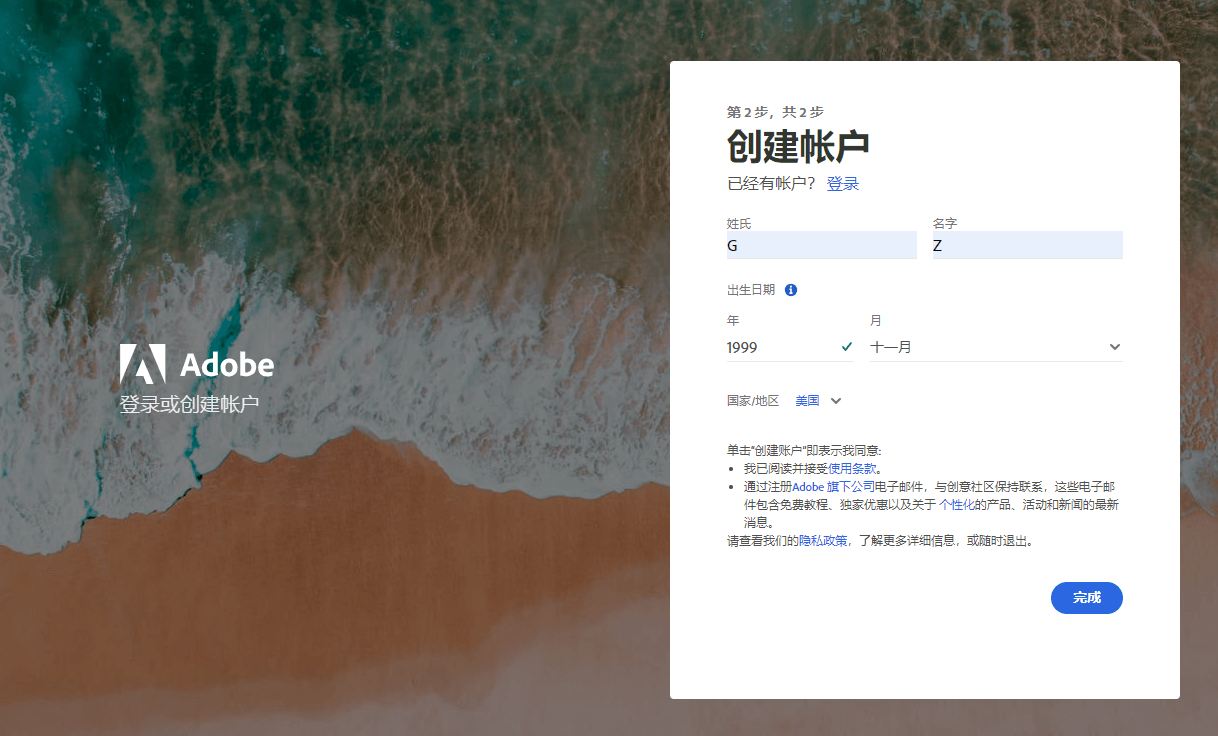 Adobe
登录或创建帐户
第 2 步，共 2 步
创建帐户
已经有帐户？ 登录
姓氏 名字
G Z
出生日期
年 月
1999 十一月
国家/地区 美国
单击“创建账户”即表示我同意:
我已阅读并接受使用条款。
通过注册Adobe 旗下公司电子邮件，与创意社区保持联系，这些电子邮
件包含免费教程、独家优惠以及关于 个性化的产品、活动和新闻的最新
消息。
请查看我们的隐私政策，了解更多详细信息，或随时退出。
完成